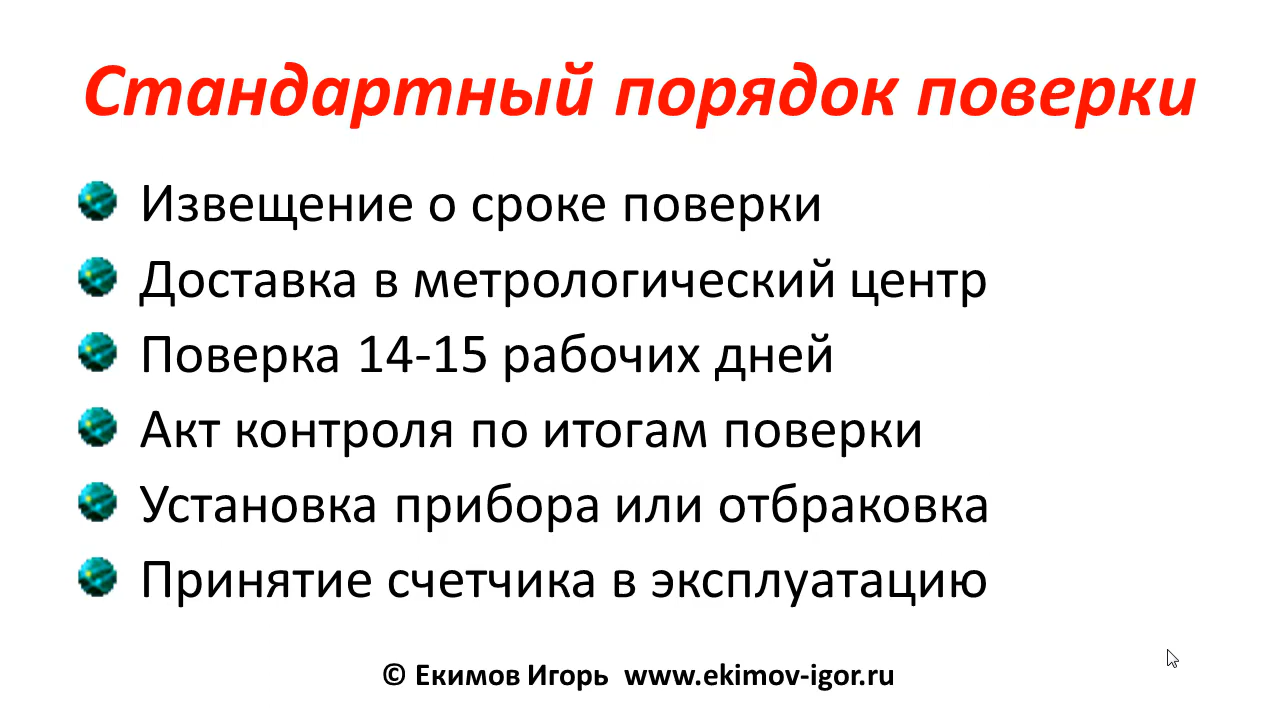 Стандартный порядок поверки
Извещение о сроке поверки
Доставка в метрологический центр
Поверка 14-15 рабочих дней
Акт контроля по итогам поверки
Установка прибора или отбраковка
Принятие счетчика в эксплуатацию
© Екимов Игорь www.ekimov-igor.ru